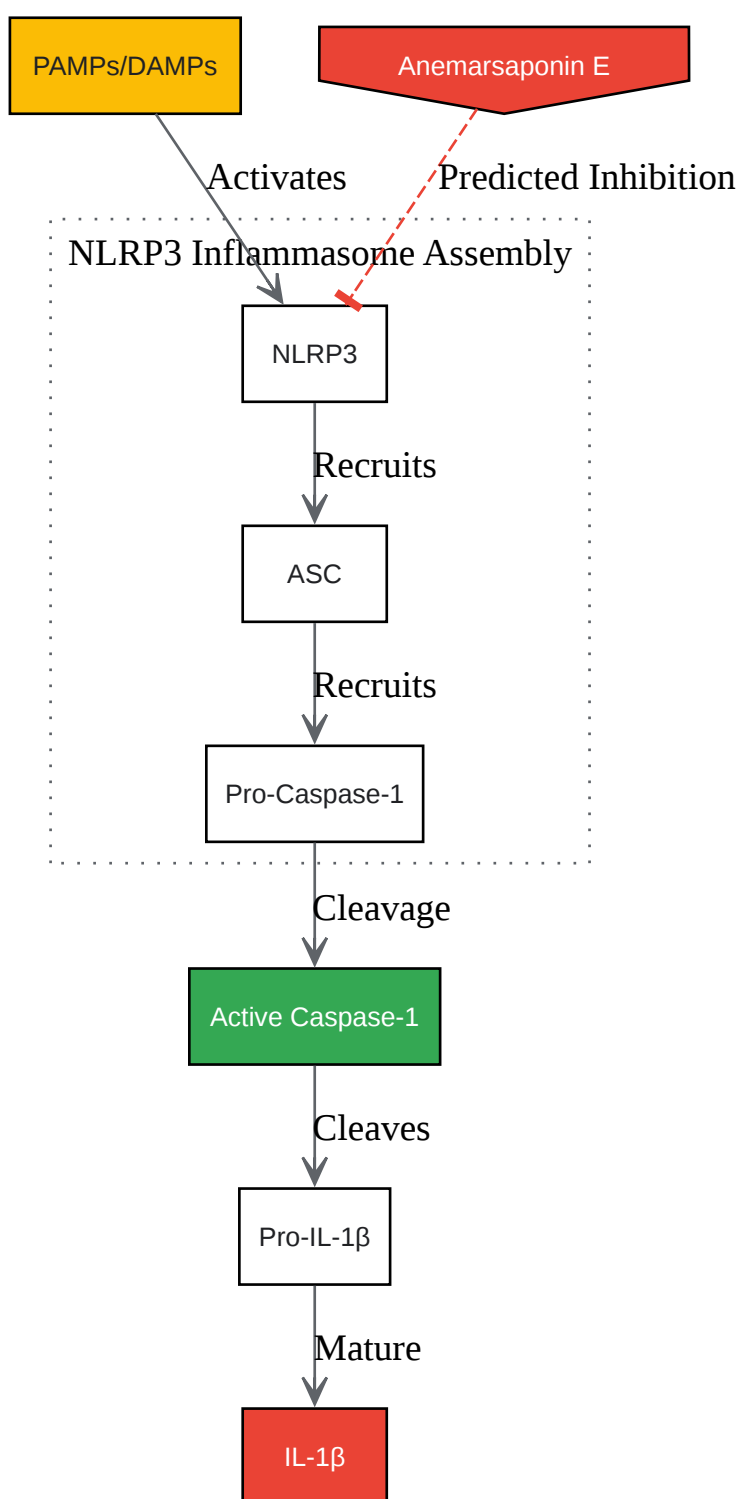 PAMPs/DAMPs
Anemarsaponin E
Activates
Predicted Inhibition
NLRP3 Inflammasome Assembly
NLRP3
Recruits
ASC
Recruits
Pro-Caspase-1
Cleavage
Active Caspase-1
Cleaves
Pro-IL-1β
Mature
IL-1β